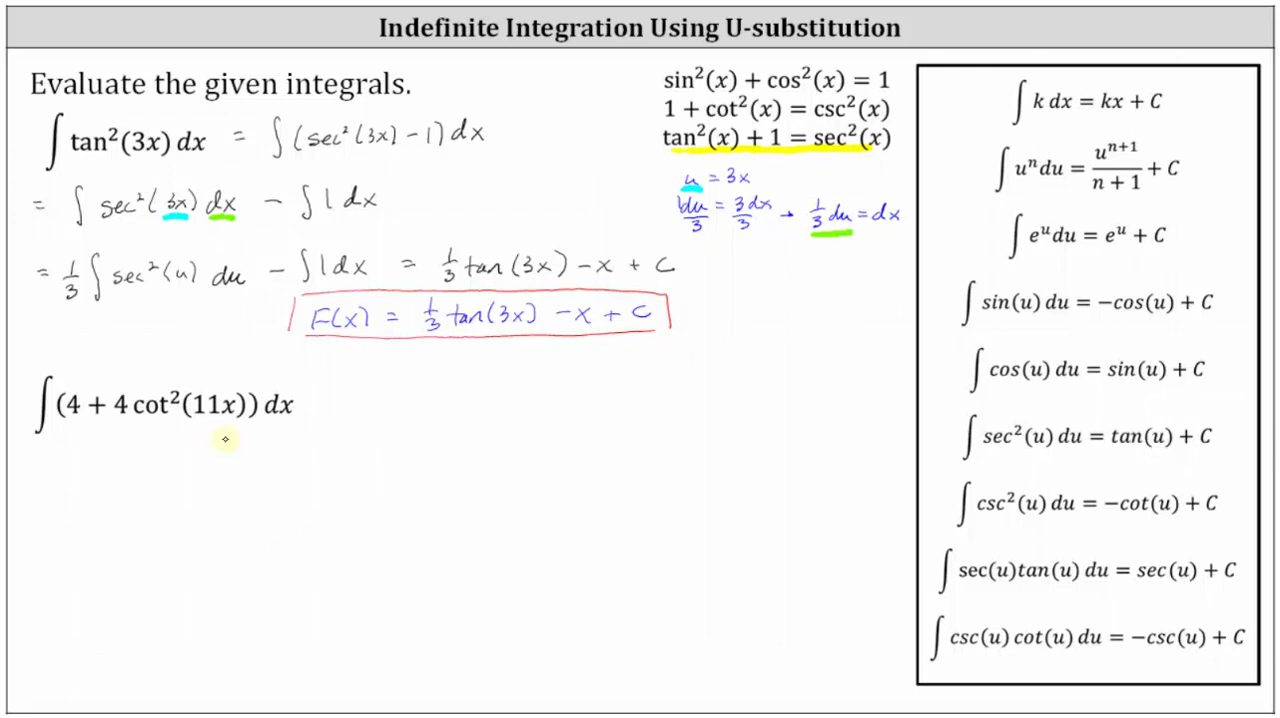 Indefinite Integration Using U-substitution
Evaluate the given integrals.
∫ tan²(3x) dx = ∫ (sec²(3x) - 1) dx
= ∫ sec²(3x) dx - ∫ 1 dx
= 1/3 ∫ sec²(u) du - ∫ 1 dx = 1/3 tan(3x) - x + C
F(x) = 1/3 tan(3x) - x + C
∫ (4 + 4 cot²(11x)) dx
sin²(x) + cos²(x) = 1
1 + cot²(x) = csc²(x)
tan²(x) + 1 = sec²(x)
u = 3x
1du/3 = 3dx/3 → 1/3 du = dx
∫ k dx = kx + C
∫ uⁿ du = uⁿ⁺¹/(n + 1) + C
∫ eᵘ du = eᵘ + C
∫ sin(u) du = -cos(u) + C
∫ cos(u) du = sin(u) + C
∫ sec²(u) du = tan(u) + C
∫ csc²(u) du = -cot(u) + C
∫ sec(u)tan(u) du = sec(u) + C
∫ csc(u) cot(u) du = -csc(u) + C